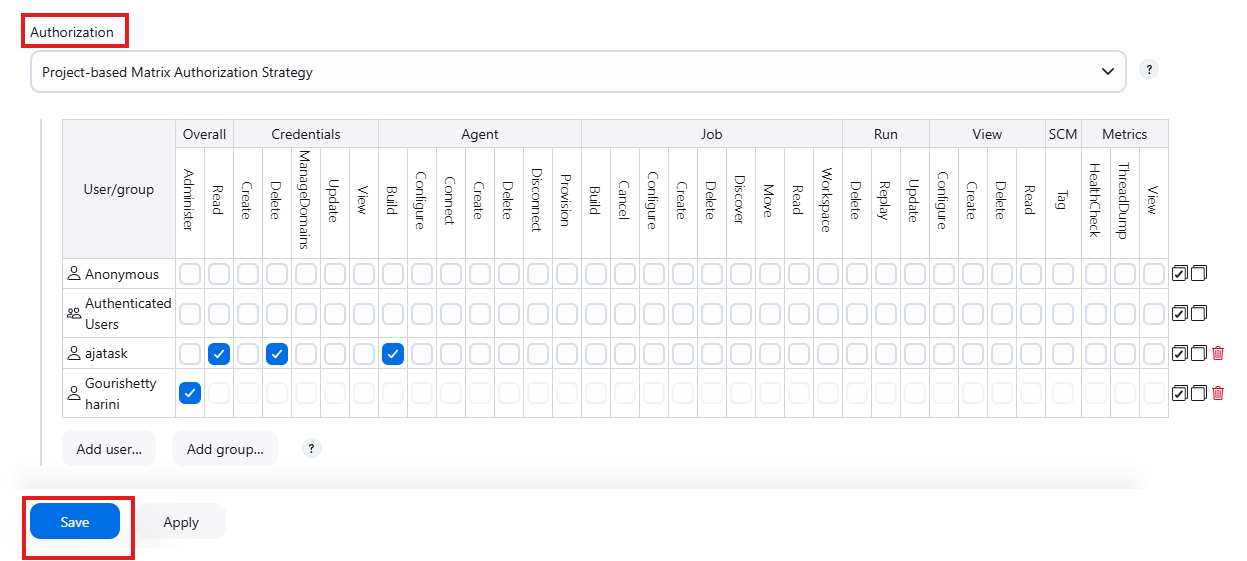 Authorization
Project-based Matrix Authorization Strategy
?
User/group
Overall Credentials Agent Job Run View SCM Metrics
Administer
Read
Create
Delete
ManageDomains
Update
View
Build
Configure
Connect
Create
Delete
Disconnect
Provision
Build
Cancel
Configure
Create
Delete
Discover
Move
Read
Workspace
Delete
Replay
Update
Configure
Create
Delete
Read
Tag
HealthCheck
ThreadDump
View
Anonymous
Authenticated
Users
ajatask
Gourishetty
harini
Add user... Add group... ?
Save Apply